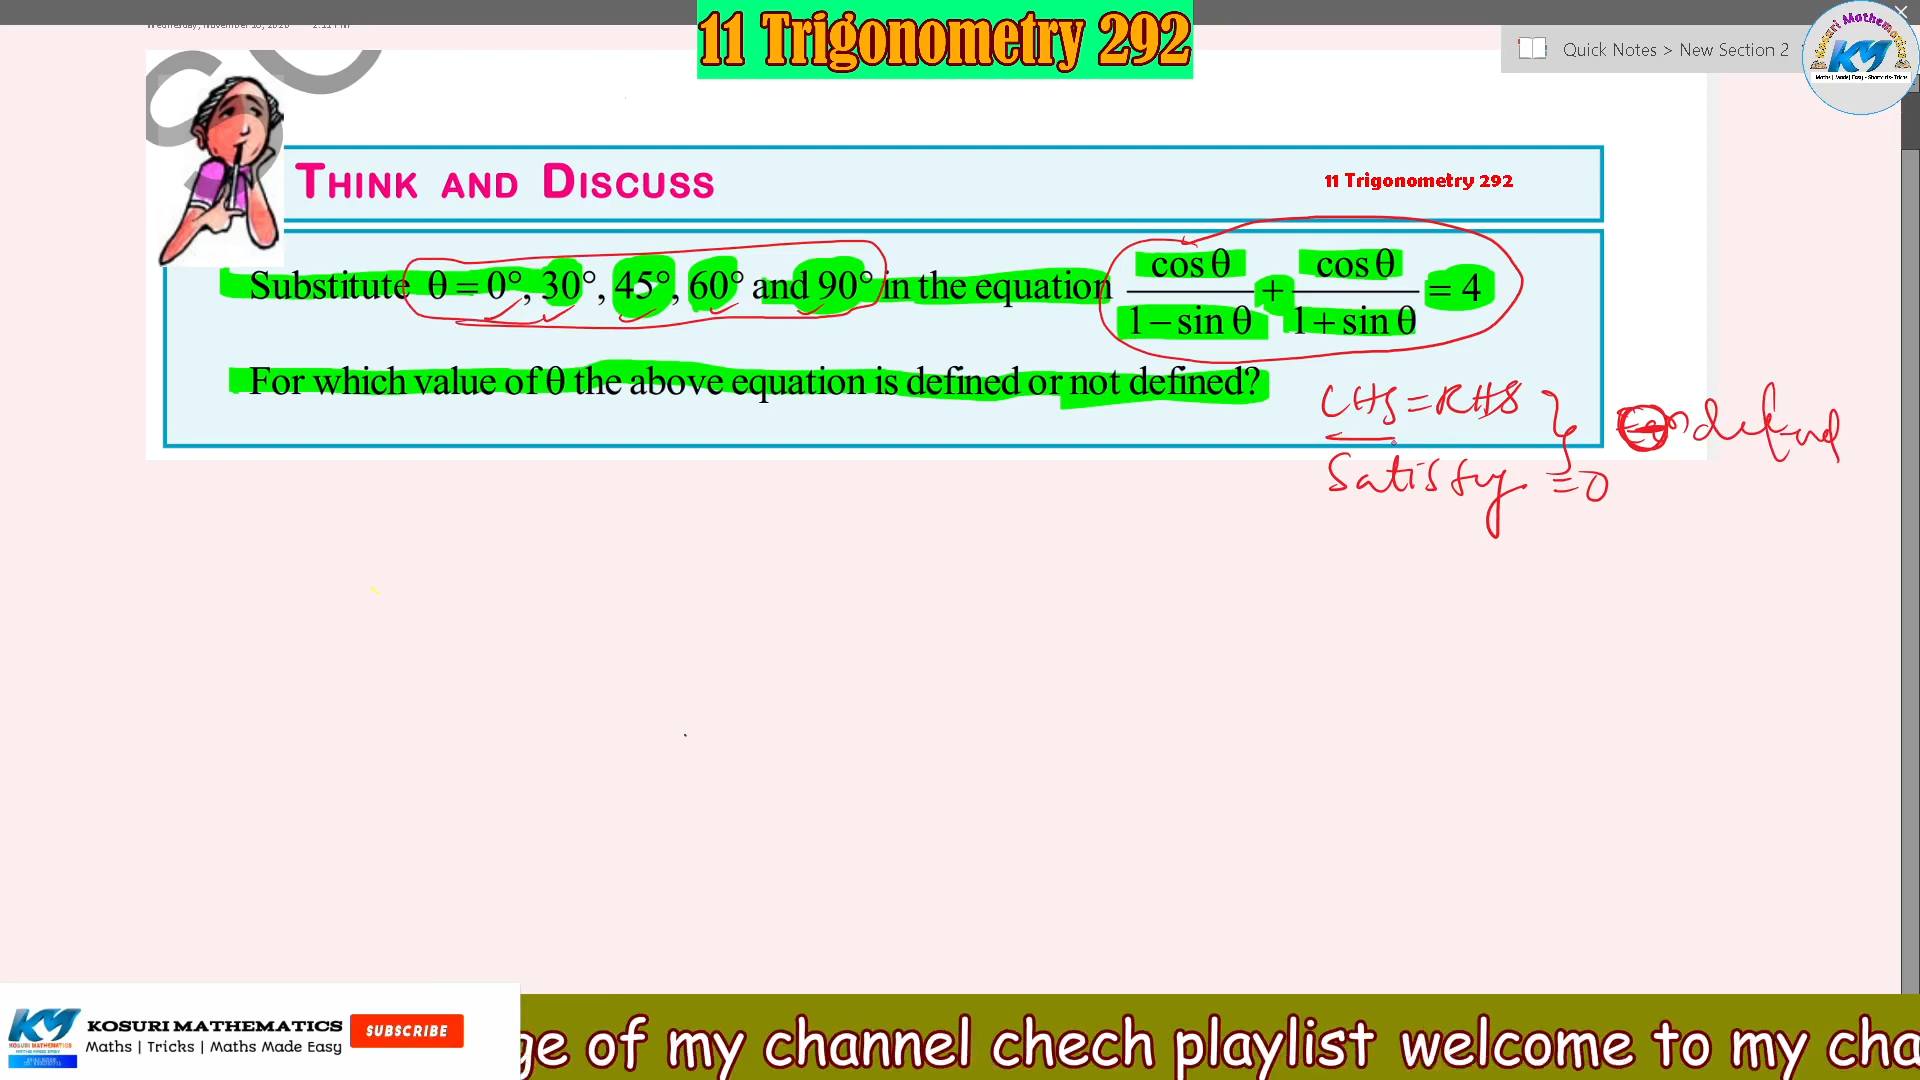 11 Trigonometry 292
Quick Notes > New Section 2
THINK AND DISCUSS
11 Trigonometry 292
Substitute θ = 0°, 30°, 45°, 60° and 90° in the equation cos θ / 1 − sin θ + cos θ / 1 + sin θ = 4
For which value of θ the above equation is defined or not defined?
LHS = RHS
Satisfy = 0
KOSURI MATHEMATICS
Maths | Tricks | Maths Made Easy
SUBSCRIBE
ge of my channel chech playlist welcome to my cha
KM